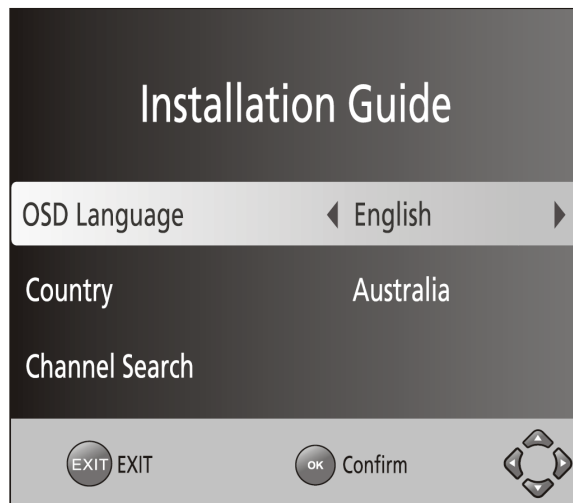 Installation Guide
OSD Language English
Country Australia
Channel Search
EXIT EXIT OK Confirm